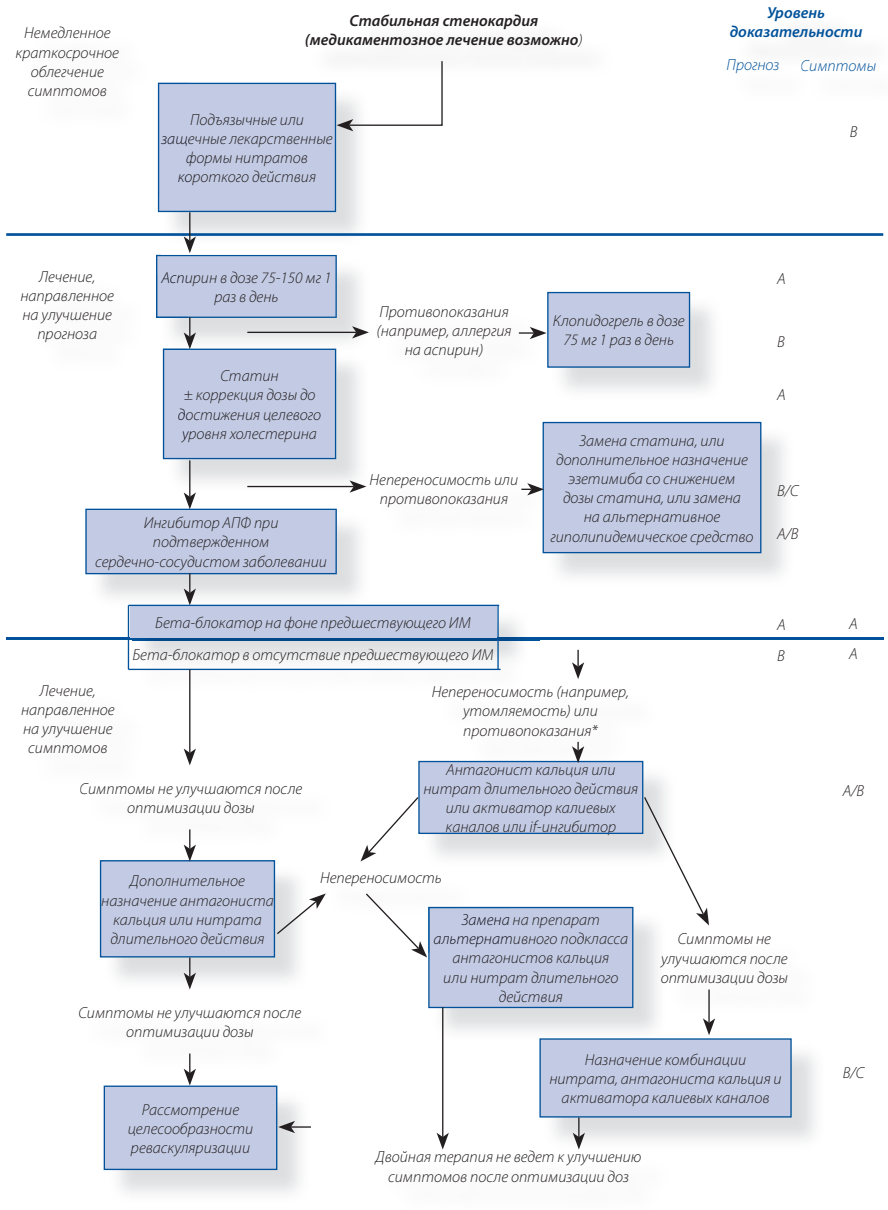 Немедленное
краткосрочное
облегчение
симптомов
Стабильная стенокардия
(медикаментозное лечение возможно)
Уровень
доказательности
Прогноз
Симптомы
Подъязычные или
защечные лекарственные
формы нитратов
короткого действия
B
Лечение,
направленное
на улучшение
прогноза
Аспирин в дозе 75-150 мг 1
раз в день
A
Противопоказания
(например, аллергия
на аспирин)
Клопидогрель в дозе
75 мг 1 раз в день
B
Статин
± коррекция дозы до
достижения целевого
уровня холестерина
A
Непереносимость или
противопоказания
Замена статина, или
дополнительное назначение
эзетимиба со снижением
дозы статина, или замена
на альтернативное
гиполипидемическое средство
B/C
A/B
Ингибитор АПФ при
подтвержденном
сердечно-сосудистом заболевании
Бета-блокатор на фоне предшествующего ИМ
A
A
Бета-блокатор в отсутствие предшествующего ИМ
B
A
Лечение,
направленное
на улучшение
симптомов
Непереносимость (например,
утомляемость) или
противопоказания*
Симптомы не улучшаются после
оптимизации дозы
Антагонист кальция или
нитрат длительного действия
или активатор калиевых
каналов или if-ингибитор
A/B
Дополнительное
назначение антагониста
кальция или нитрата
длительного действия
Непереносимость
Замена на препарат
альтернативного подкласса
антагонистов кальция
или нитрат длительного
действия
Симптомы не
улучшаются после
оптимизации дозы
Симптомы не улучшаются после
оптимизации дозы
Назначение комбинации
нитрата, антагониста кальция и
активатора калиевых каналов
B/C
Рассмотрение
целесообразности
реваскуляризации
Двойная терапия не ведет к улучшению
симптомов после оптимизации доз